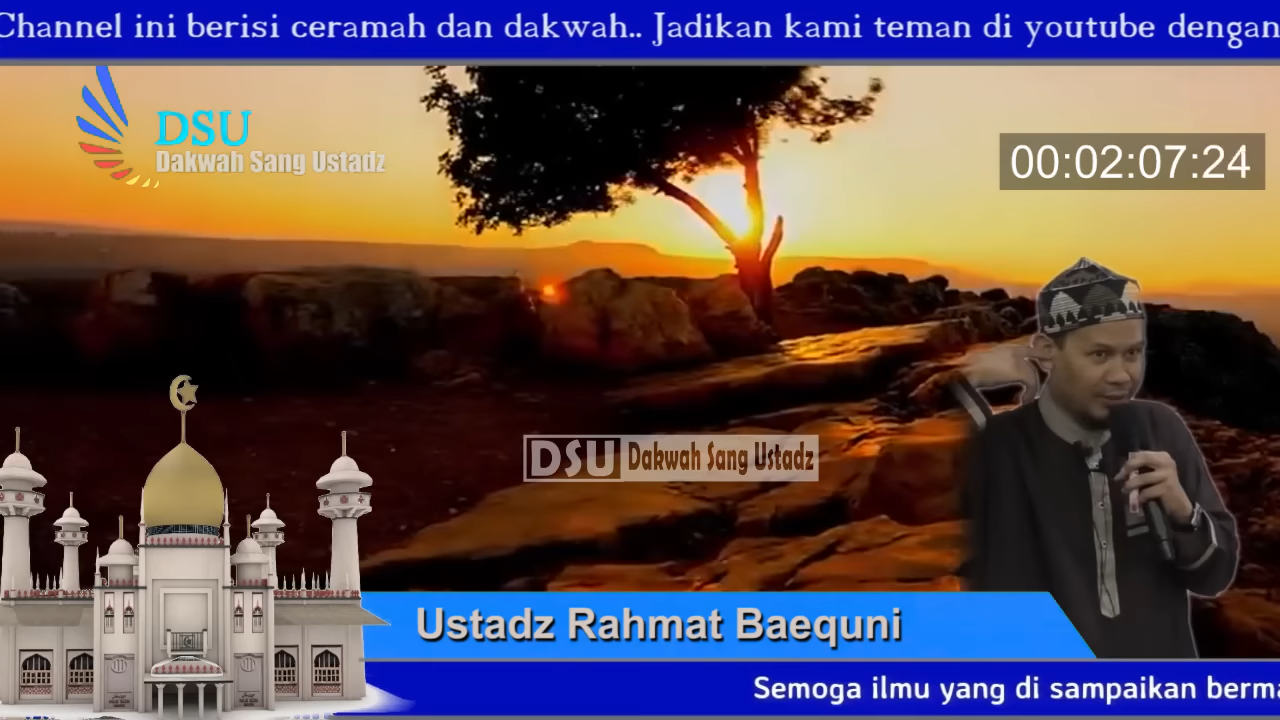 Channel ini berisi ceramah dan dakwah.. Jadikan kami teman di youtube dengan
DSU
Dakwah Sang Ustadz
00:02:07:24
DSU Dakwah Sang Ustadz
Ustadz Rahmat Baequni
Semoga ilmu yang di sampaikan berma